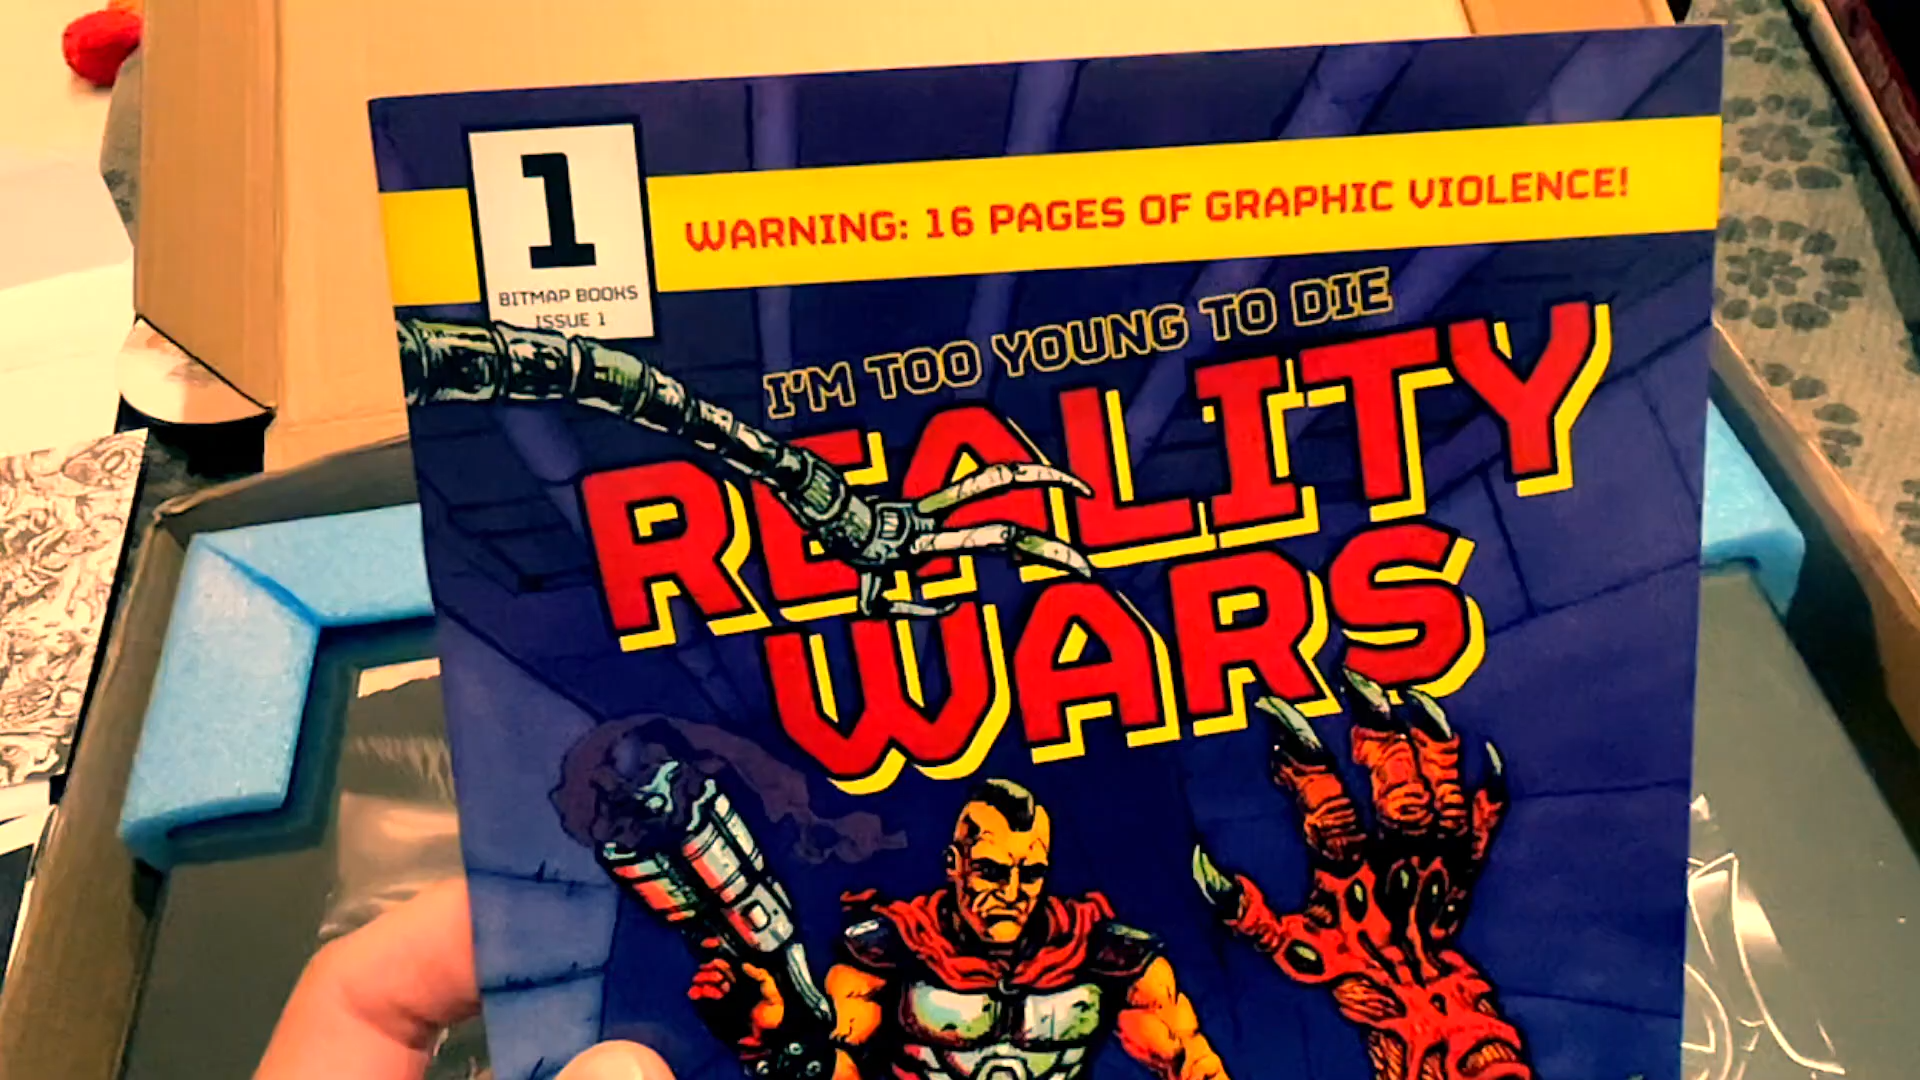 1
BITMAP BOOKS
ISSUE 1
WARNING: 16 PAGES OF GRAPHIC VIOLENCE!
I'M TOO YOUNG TO DIE
REALITY
WARS